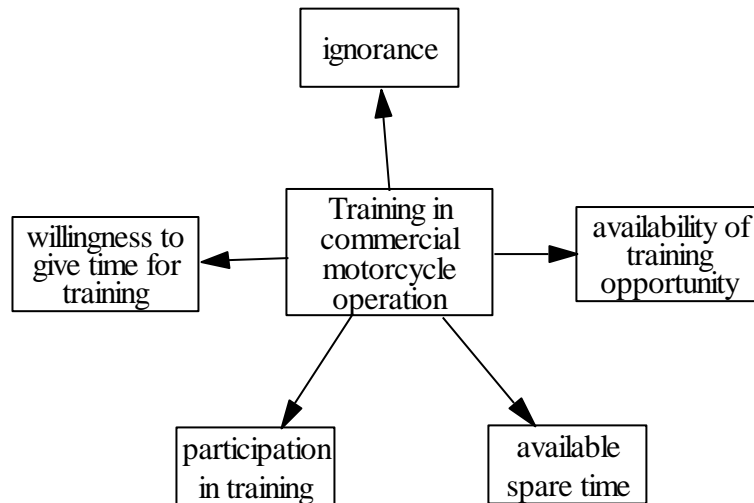 ignorance
Training in
commercial
motorcycle
operation
willingness to
give time for
training
availability of
training
opportunity
participation
in training
available
spare time